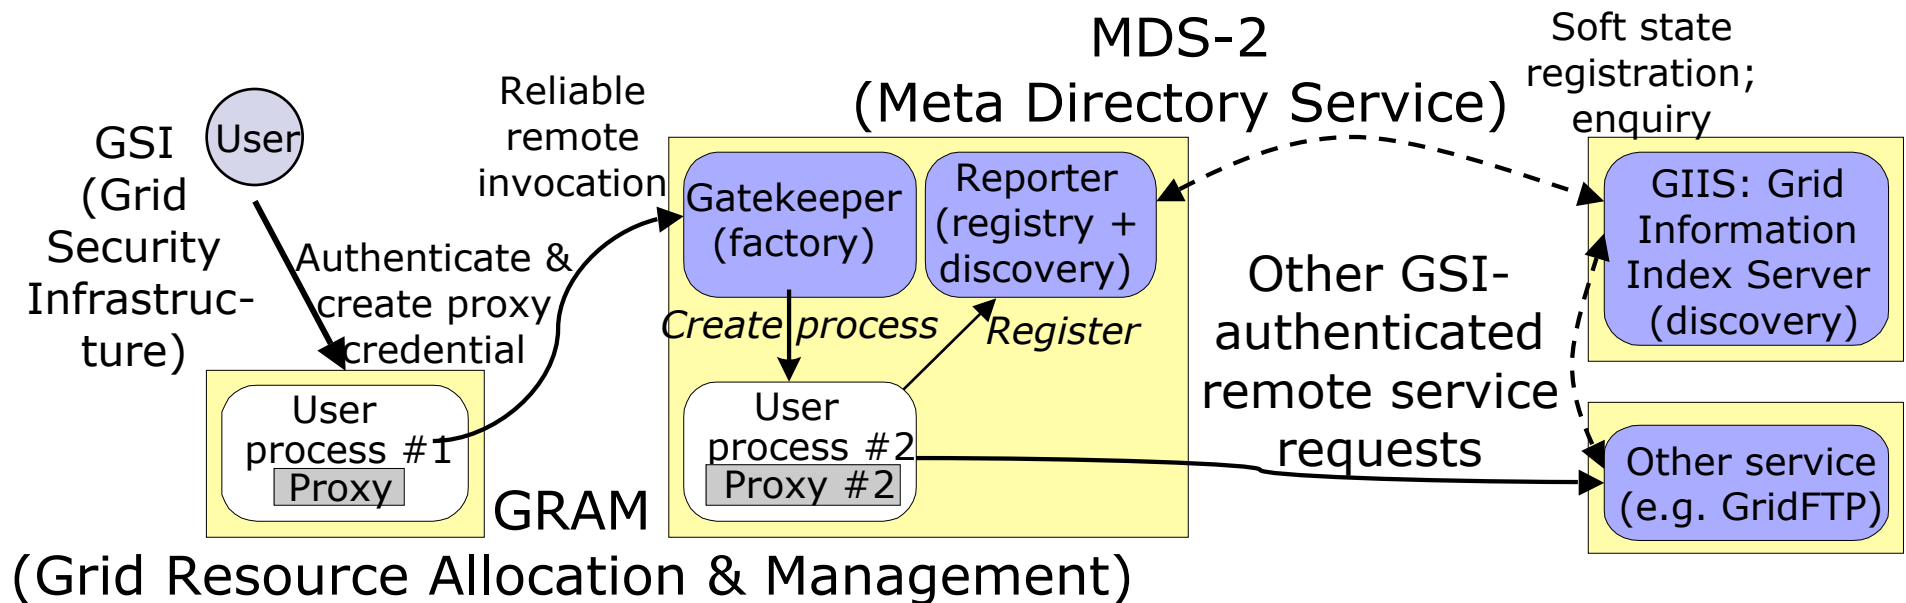 MDS-2
(Meta Directory Service)
Soft state
registration;
enquiry
Reliable
remote
invocation
GSI
(Grid
Security
Infrastruc-
ture)
User
Authenticate &
create proxy
credential
Gatekeeper
(factory)
Reporter
(registry +
discovery)
GIIS: Grid
Information
Index Server
(discovery)
Create process
Register
Other GSI-
authenticated
remote service
requests
User
process #1
Proxy
User
process #2
Proxy #2
Other service
(e.g. GridFTP)
GRAM
(Grid Resource Allocation & Management)